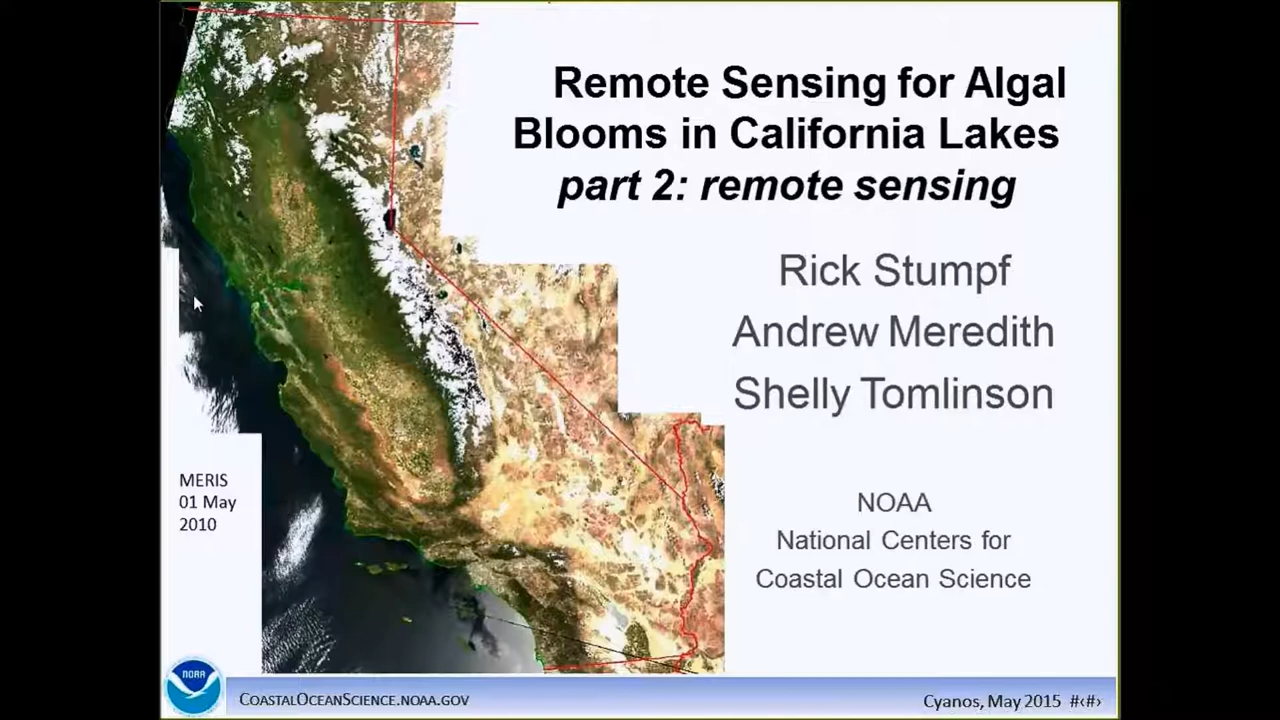 Remote Sensing for Algal
Blooms in California Lakes
part 2: remote sensing
Rick Stumpf
Andrew Meredith
Shelly Tomlinson
MERIS
01 May
2010
NOAA
National Centers for
Coastal Ocean Science
NOAA
COASTALOCEANSCIENCE.NOAA.GOV
Cyanos, May 2015 #‹#›